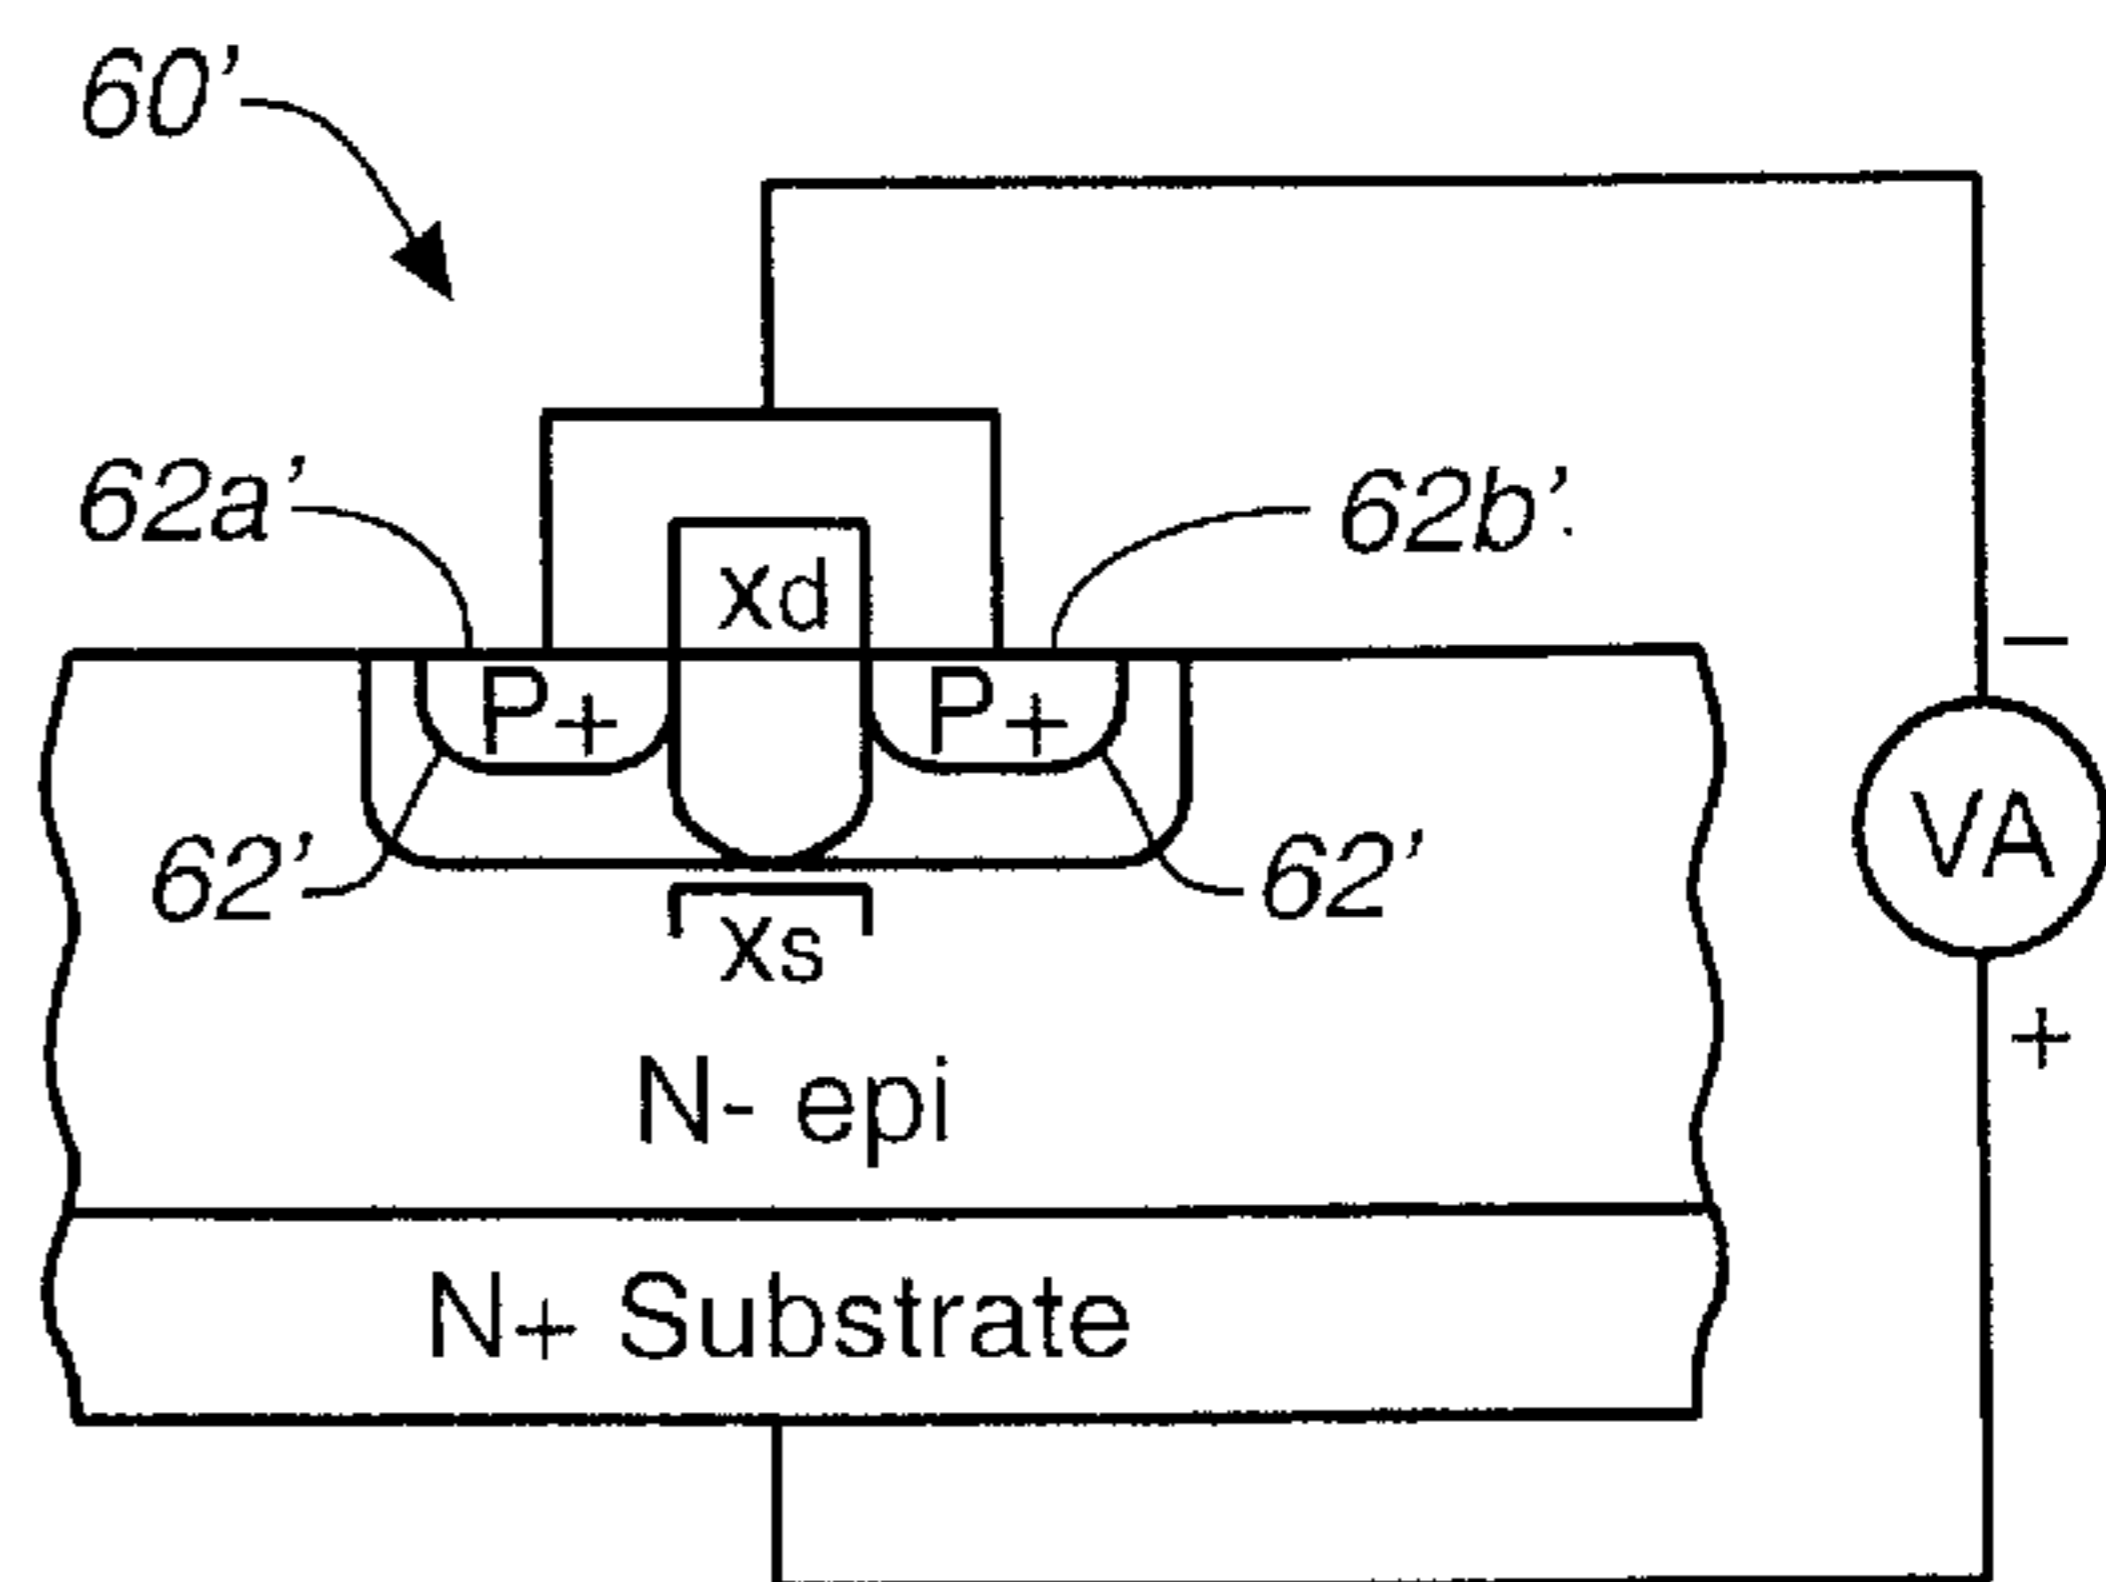 60'
62a'
62b'.
xd
P+
P+
−
VA
+
62'
62'
xs
N- epi
N+ Substrate